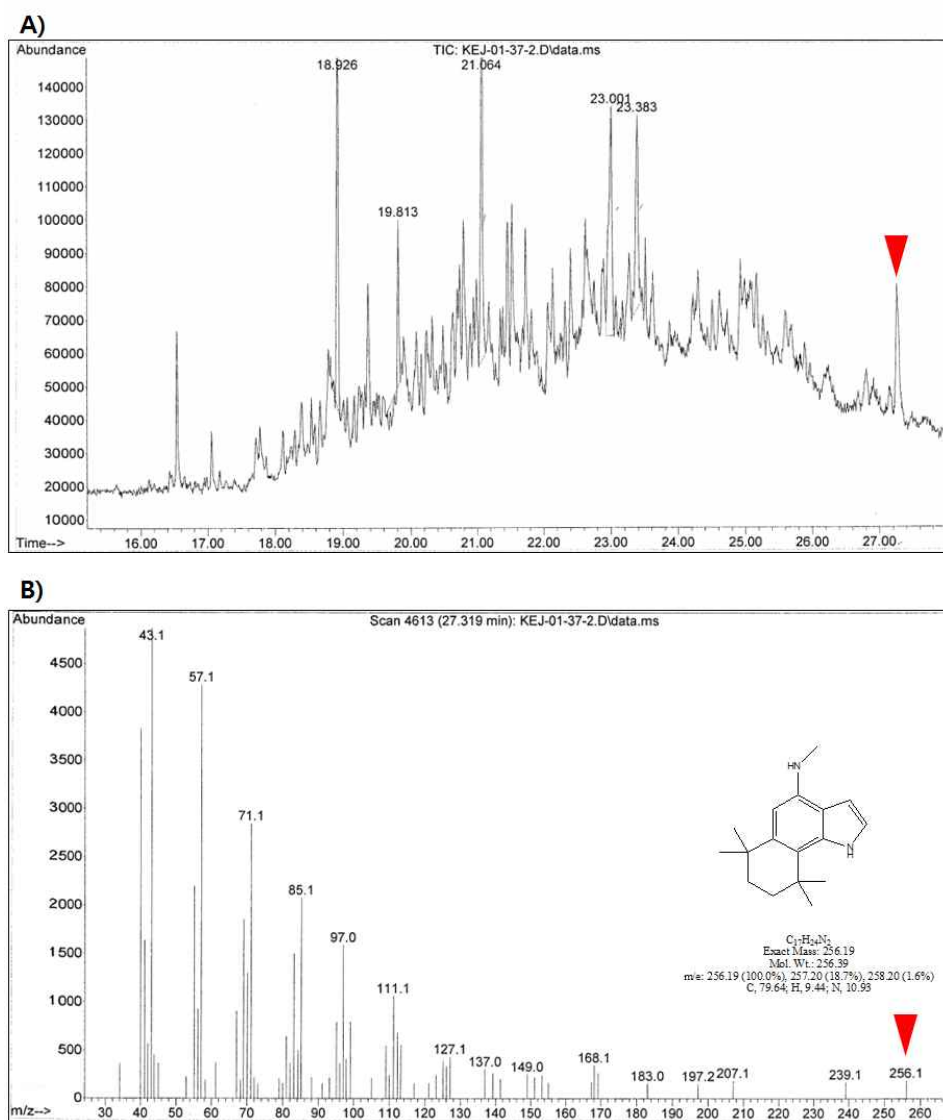 A)
Abundance
TIC: KEJ-01-37-2.D\data.ms
18.926
21.064
140000
130000
23.001
23.383
120000
110000
100000
19.813
90000
80000
70000
60000
50000
40000
30000
20000
10000
Time-->
16.00 17.00 18.00 19.00 20.00 21.00 22.00 23.00 24.00 25.00 26.00 27.00
B)
Abundance
Scan 4613 (27.319 min): KEJ-01-37-2.D\data.ms
43.1
4500
57.1
4000
3500
3000
71.1
2500
85.1
2000
97.0
1500
111.1
1000
127.1
500
137.0
149.0
168.1
183.0
197.2
207.1
239.1
256.1
0
m/z-->
30 40 50 60 70 80 90 100 110 120 130 140 150 160 170 180 190 200 210 220 230 240 250 260
HN
N
H
C17H24N2
Exact Mass: 256.19
Mol. Wt.: 256.39
m/e: 256.19 (100.0%), 257.20 (18.7%), 258.20 (1.6%)
C, 79.64; H, 9.44; N, 10.93